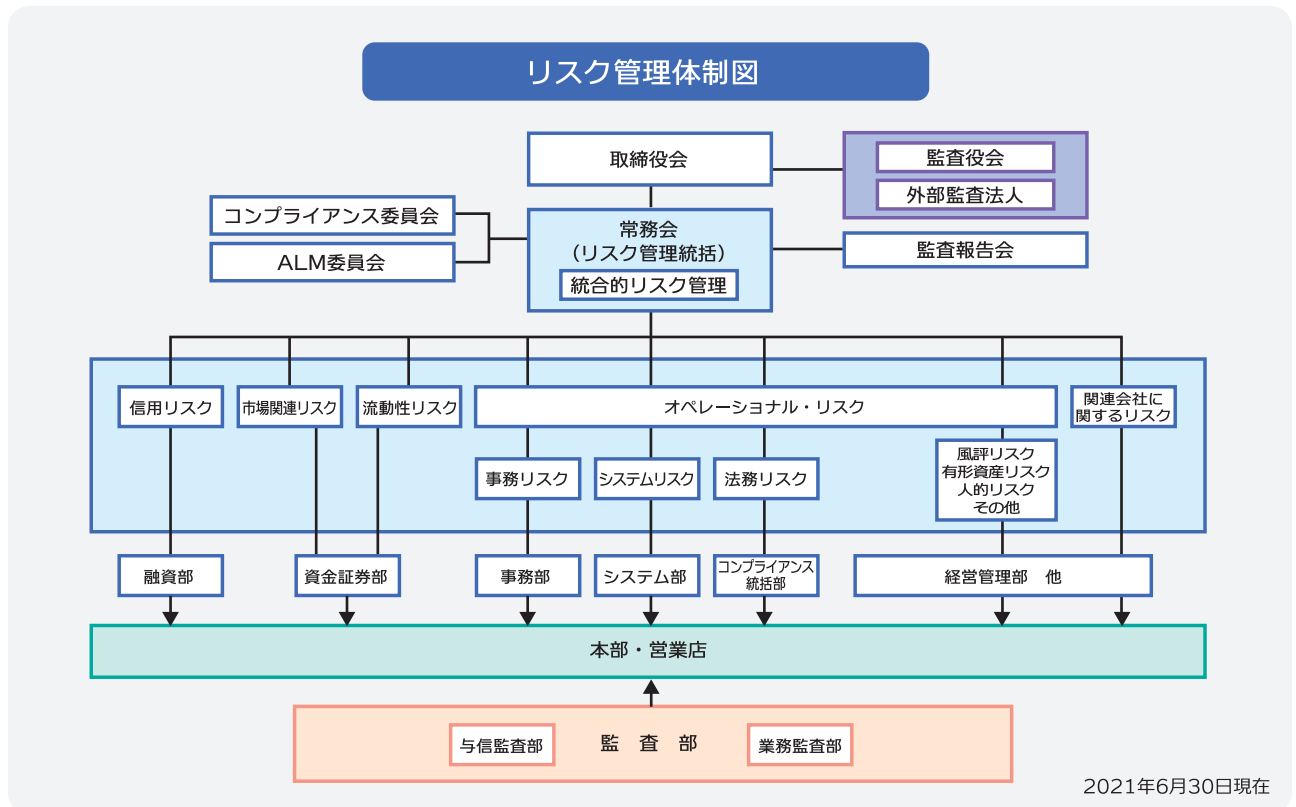 リスク管理体制図
取締役会
監査役会
外部監査法人
コンプライアンス委員会
ALM委員会
常務会
（リスク管理統括）
統合的リスク管理
監査報告会
信用リスク
市場関連リスク
流動性リスク
オペレーショナル・リスク
関連会社に
関するリスク
事務リスク
システムリスク
法務リスク
風評リスク
有形資産リスク
人的リスク
その他
融資部
資金証券部
事務部
システム部
コンプライアンス
統括部
経営管理部　他
本部・営業店
与信監査部
監　査　部
業務監査部
2021年6月30日現在